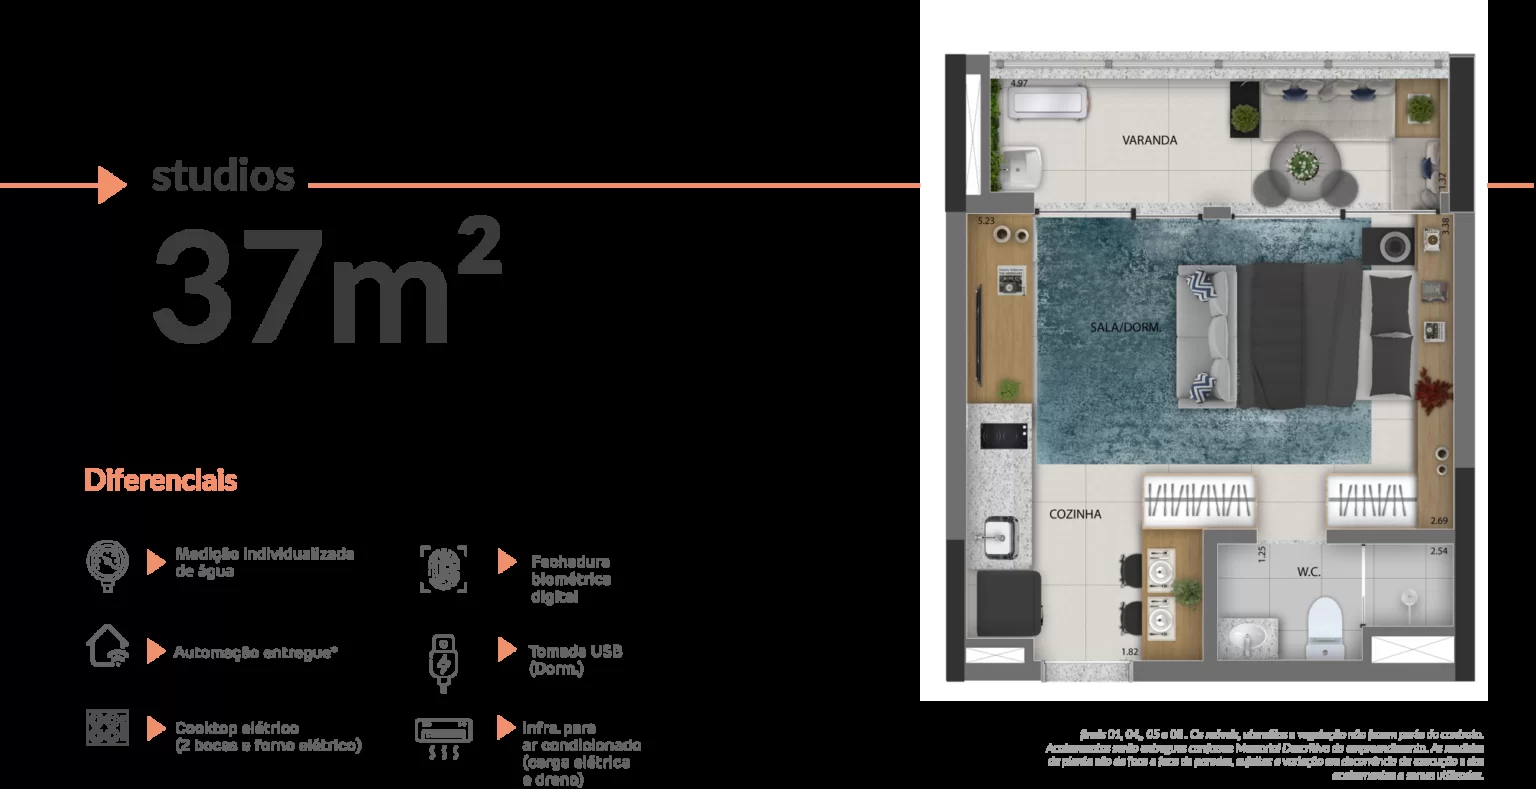 studios
37m²
Diferenciais
Medição individualizada
de água
Fechadura
biométrica
digital
Automação entregue*
Tomada USB
(Dorm.)
Cooktop elétrico
(2 bocas e forno elétrico)
Infra. para
ar condicionado
(carga elétrica
e dreno)
4.97
VARANDA
1.32
5.23
3.38
SALA/DORM.
COZINHA
2.69
1.25
2.54
W.C.
1.82
finais 01, 04, 05 e 08. Os móveis, utensílios e vegetação não fazem parte do contrato.
Acabamentos serão entregues conforme Memorial Descritivo do empreendimento. As medidas
de planta são de face a face de paredes, sujeitas a variação em decorrência da execução e dos
acabamentos a serem utilizados.